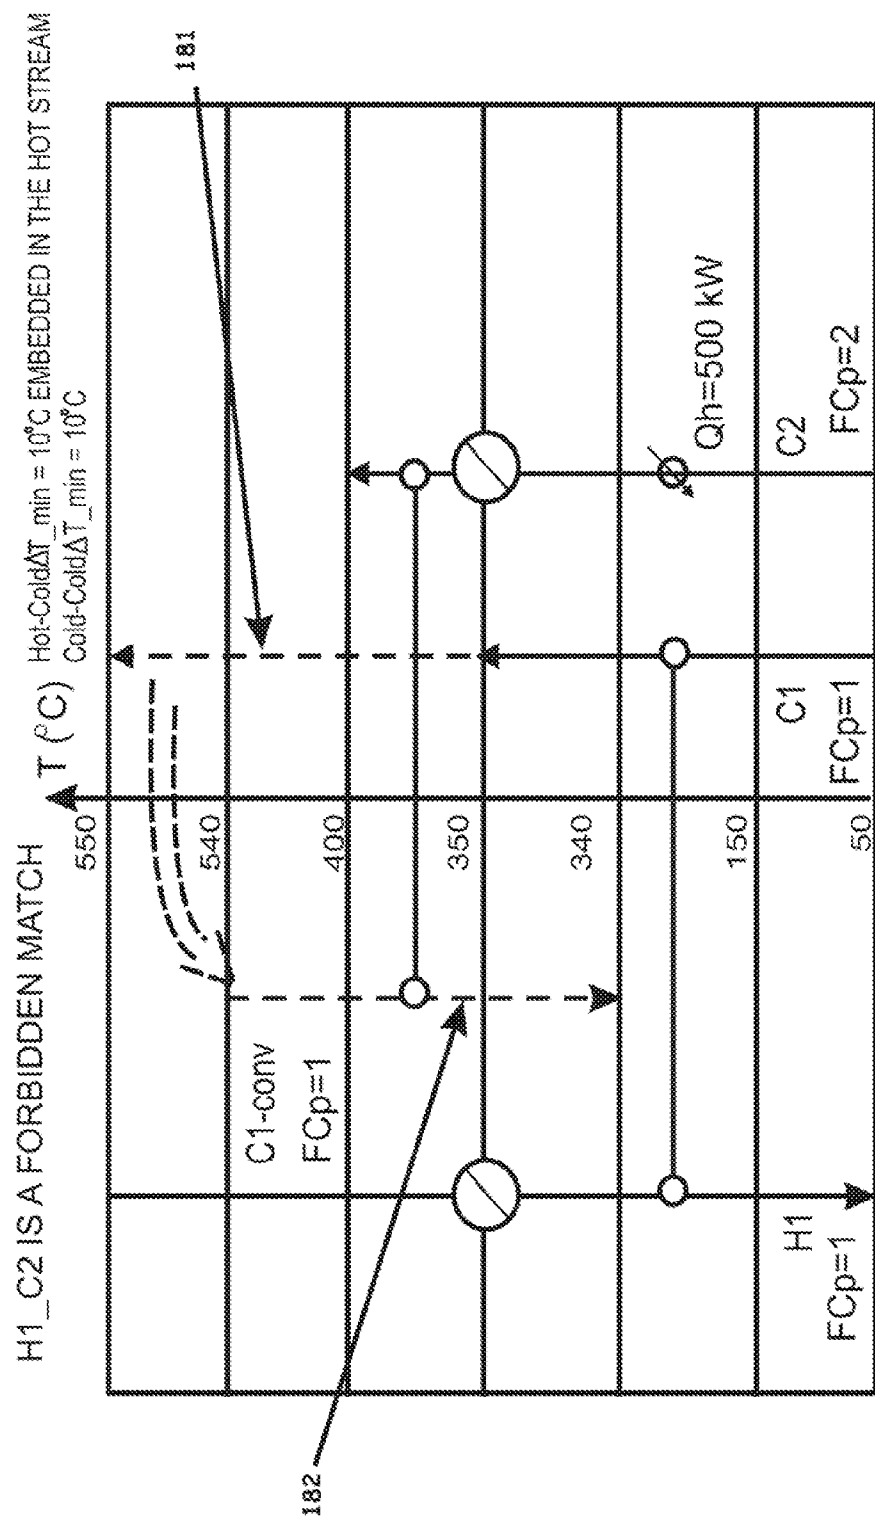 H1_C2 IS A FORBIDDEN MATCH
T (°C)
Hot-ColdΔT_min = 10°C EMBEDDED IN THE HOT STREAM
Cold-ColdΔT_min = 10°C
181
550
540
C1-conv
FCp=1
400
350
340
182
Qh=500 kW
150
H1
FCp=1
C1
FCp=1
C2
FCp=2
50